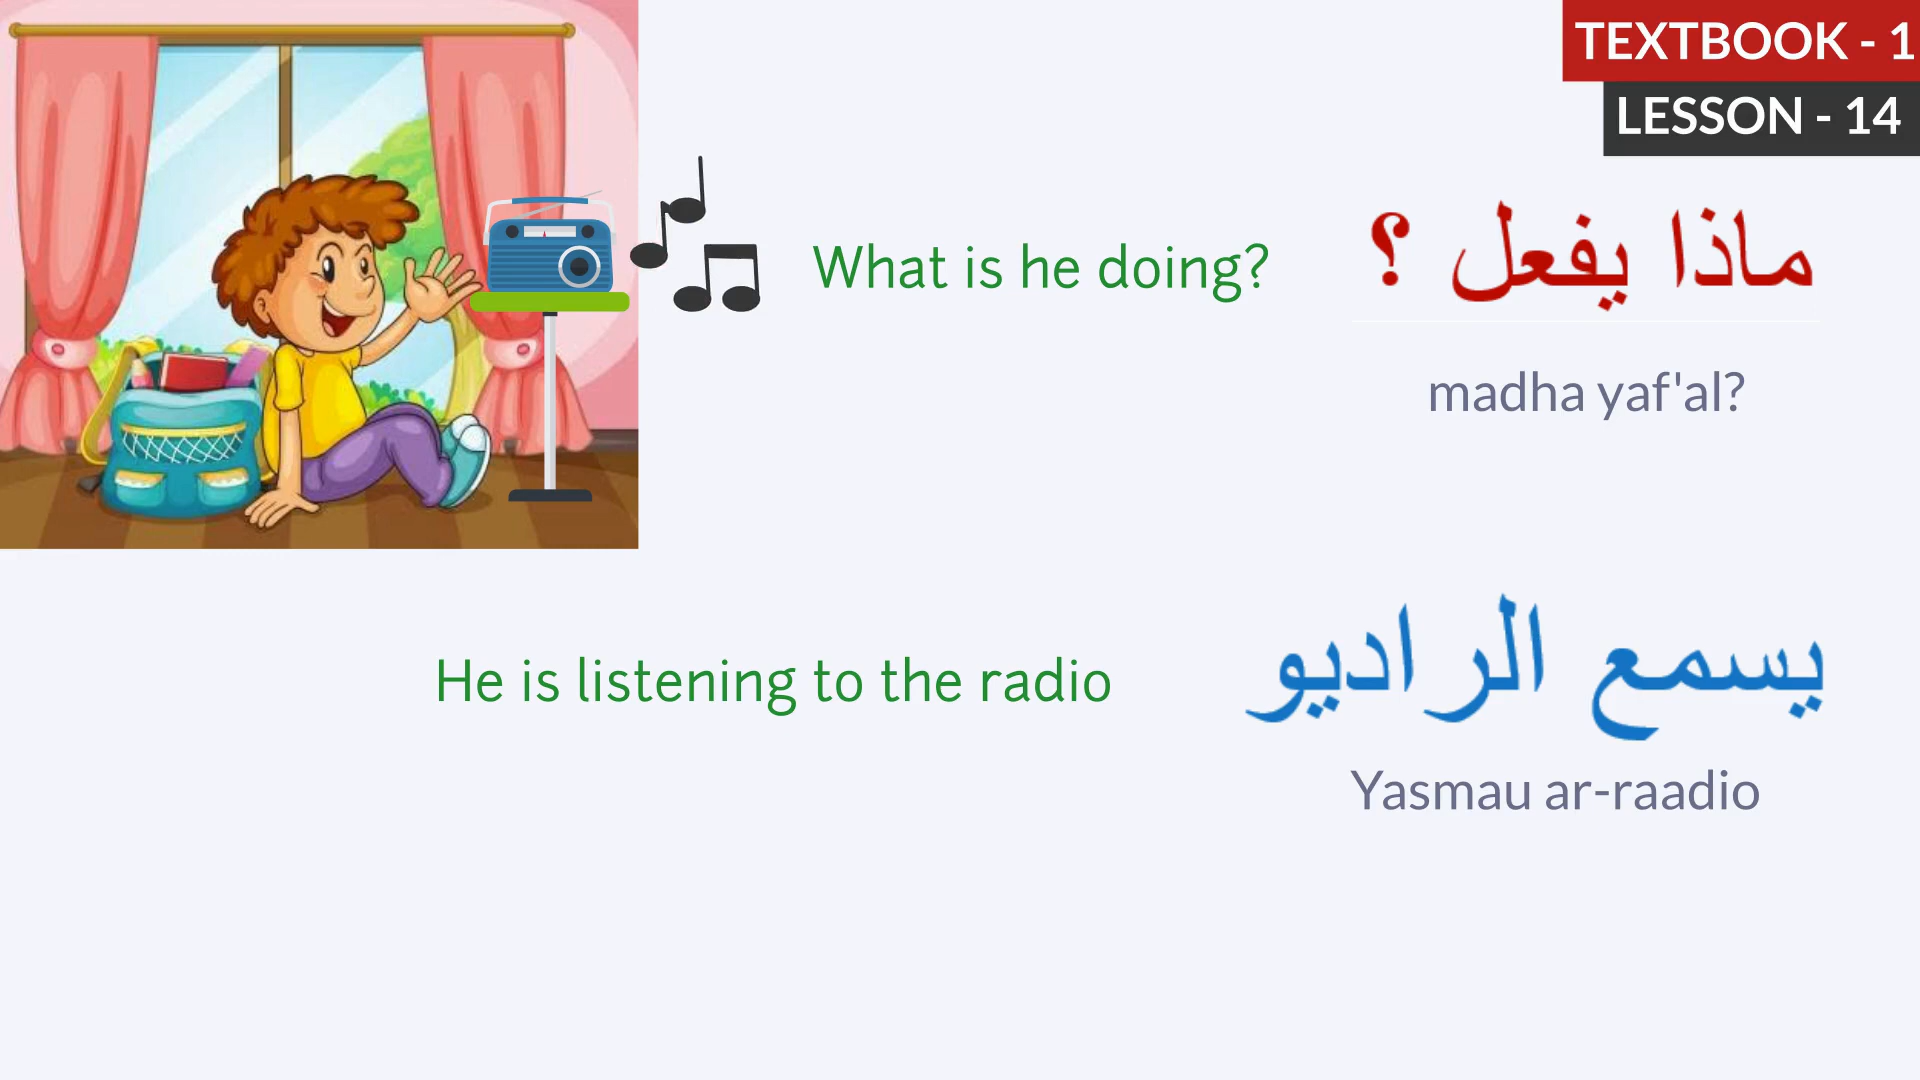 TEXTBOOK - 1
LESSON - 14
What is he doing?
ماذا يفعل ؟
madha yaf'al?
He is listening to the radio
يسمع الراديو
Yasmau ar-raadio